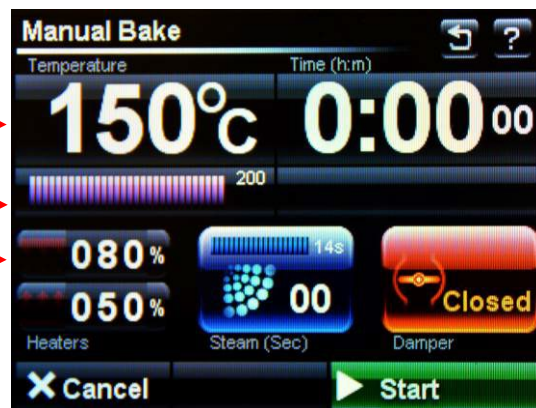 Manual Bake
?
Temperature
Time (h:m)
150°C
0:00 00
200
080%
050%
14s
00
Closed
Heaters
Steam (Sec)
Damper
Cancel
Start